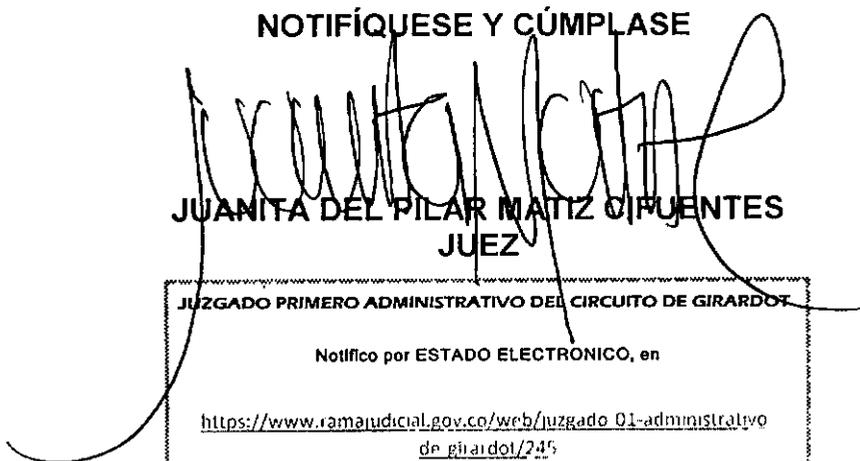 NOTIFÍQUESE Y CÚMPLASE
JUANITA DEL PILAR MATIZ CIFUENTES
JUEZ
JUZGADO PRIMERO ADMINISTRATIVO DEL CIRCUITO DE GIRARDOT
Notifico por ESTADO ELECTRONICO, en
https://www.ramajudicial.gov.co/web/juzgado-01-administrativo
de-girardot/245